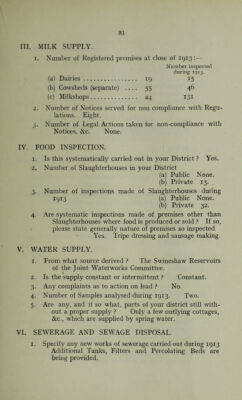 81
III. MILK SUPPLY.
1. Number of Registered premises at close of 1913:—
Number inspected
during 1913.
(a) Dairies ................ 19 15
(b) Cowsheds (separate) .... 55 46
(c) Milkshops.............. 44 131
2. Number of Notices served for non compliance with Regu-
lations. Eight.
3. Number of Legal Actions taken for non-compliance with
Notices, &c. None.
IV. FOOD INSPECTION.
1. Is this systematically carried out in your District ? Yes.
2. Number of Slaughterhouses in your District
(a) Public None.
(b) Private 15.
3. Number of inspections made of Slaughterhouses during
1913 (a) Public None.
(b) Private 32.
4. Are systematic inspections made of premises other than
Slaughterhouses where food is produced or sold ? If so,
please state generally nature of premises so inspected
Yes. Tripe dressing and sausage making.
V. WATER SUPPLY.
1. From what source derived ? The Swineshaw Reservoirs
of the Joint Waterworks Committee.
2. Is the supply constant or intermittent ? Constant.
3. Any complaints as to action on lead ? No.
4. Number of Samples analysed during 1913. Two.
5. Are any, and if so what, parts of your district still with-
out a proper supply ? Only a few outlying cottages,
&c., which are supplied by spring water.
VI. SEWERAGE AND SEWAGE DISPOSAL.
1. Specify any new works of sewerage carried out during 1913
Additional Tanks, Filters and Percolating Beds are
being provided.